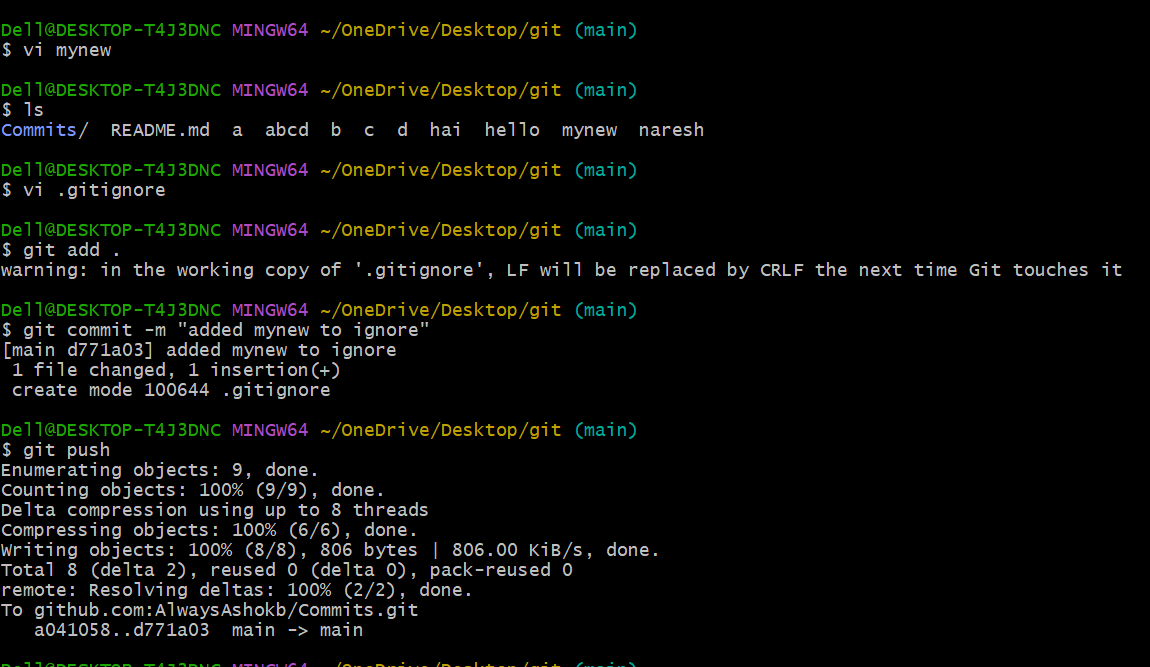 Dell@DESKTOP-T4J3DNC MINGW64 ~/OneDrive/Desktop/git (main)
$ vi mynew
Dell@DESKTOP-T4J3DNC MINGW64 ~/OneDrive/Desktop/git (main)
$ ls
Commits/  README.md  a  abcd  b  c  d  hai  hello  mynew  naresh
Dell@DESKTOP-T4J3DNC MINGW64 ~/OneDrive/Desktop/git (main)
$ vi .gitignore
Dell@DESKTOP-T4J3DNC MINGW64 ~/OneDrive/Desktop/git (main)
$ git add .
warning: in the working copy of '.gitignore', LF will be replaced by CRLF the next time Git touches it
Dell@DESKTOP-T4J3DNC MINGW64 ~/OneDrive/Desktop/git (main)
$ git commit -m "added mynew to ignore"
[main d771a03] added mynew to ignore
 1 file changed, 1 insertion(+)
 create mode 100644 .gitignore
Dell@DESKTOP-T4J3DNC MINGW64 ~/OneDrive/Desktop/git (main)
$ git push
Enumerating objects: 9, done.
Counting objects: 100% (9/9), done.
Delta compression using up to 8 threads
Compressing objects: 100% (6/6), done.
Writing objects: 100% (8/8), 806 bytes | 806.00 KiB/s, done.
Total 8 (delta 2), reused 0 (delta 0), pack-reused 0
remote: Resolving deltas: 100% (2/2), done.
To github.com:AlwaysAshokb/Commits.git
   a041058..d771a03  main -> main
Dell@DESKTOP-T4J3DNC MINGW64 ~/OneDrive/Desktop/git (main)